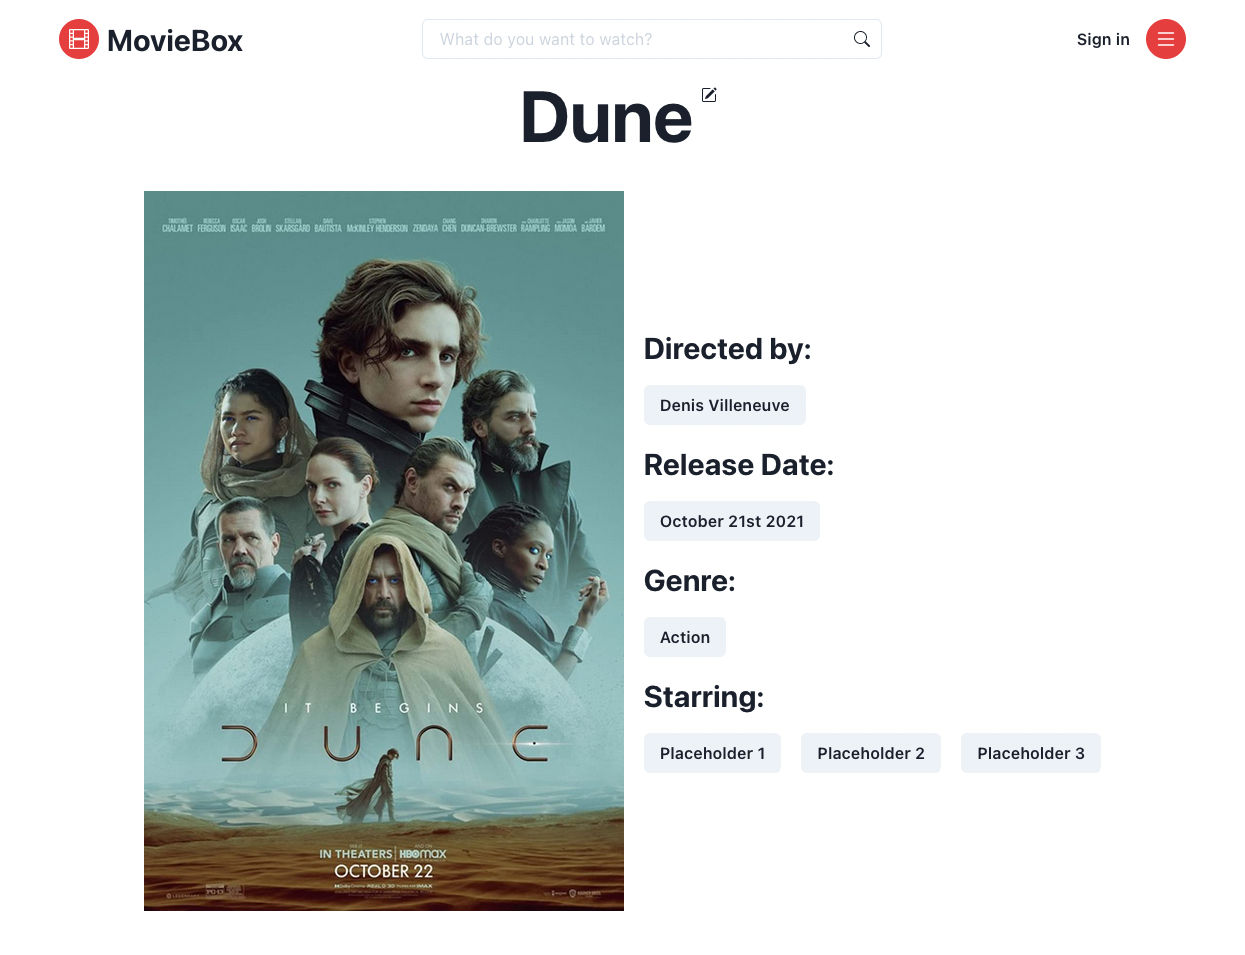 MovieBox
What do you want to watch?
Sign in
Dune
TIMOTHÉE REBECCA OSCAR JOSH STELLAN DAVE STEPHEN CHANG SHARON CHARLOTTE JASON JAVIER
CHALAMET FERGUSON ISAAC BROLIN SKARSGÅRD BAUTISTA McKINLEY HENDERSON ZENDAYA CHEN DUNCAN-BREWSTER RAMPLING MOMOA BARDEM
Directed by:
Denis Villeneuve
Release Date:
October 21st 2021
Genre:
Action
Starring:
Placeholder 1 Placeholder 2 Placeholder 3
IT BEGINS
DUNE
IN THEATERS HBOmax
OCTOBER 22